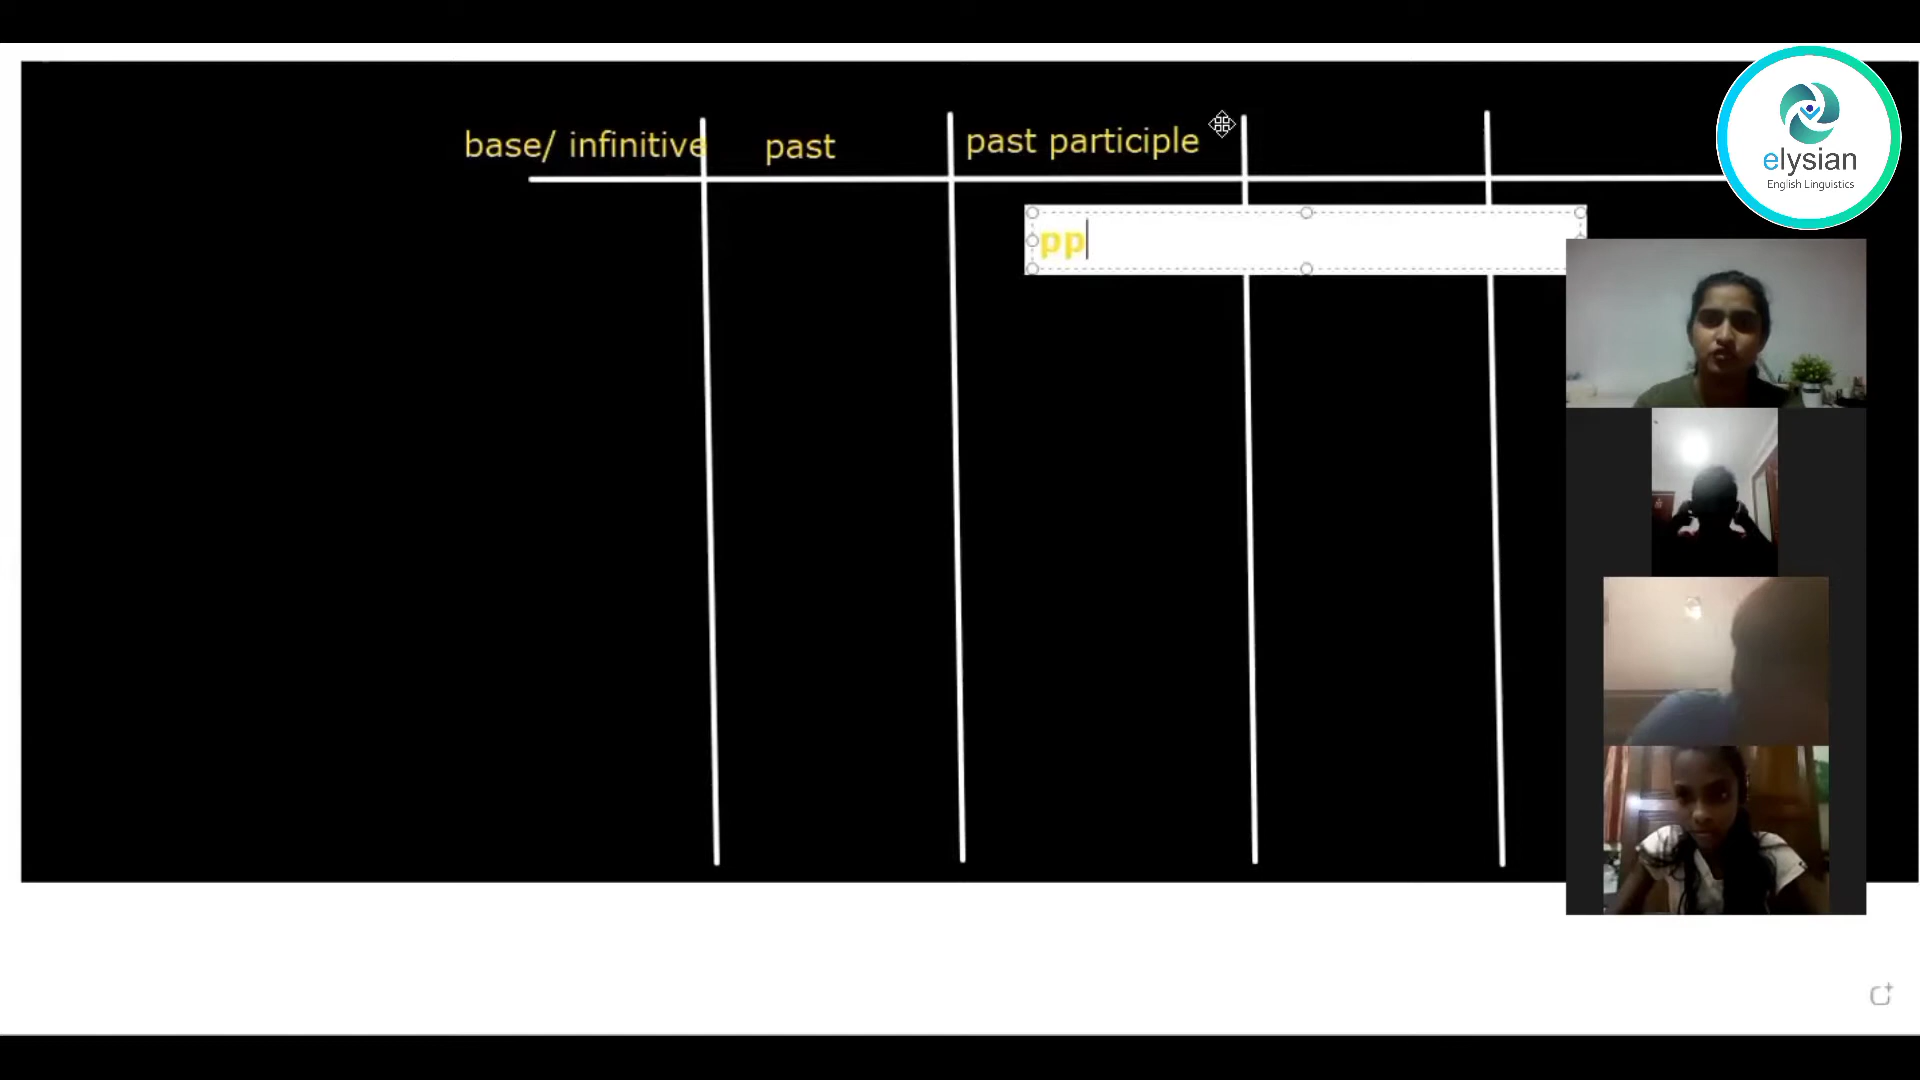 base/ infinitive past past participle
pp
elysian
English Linguistics